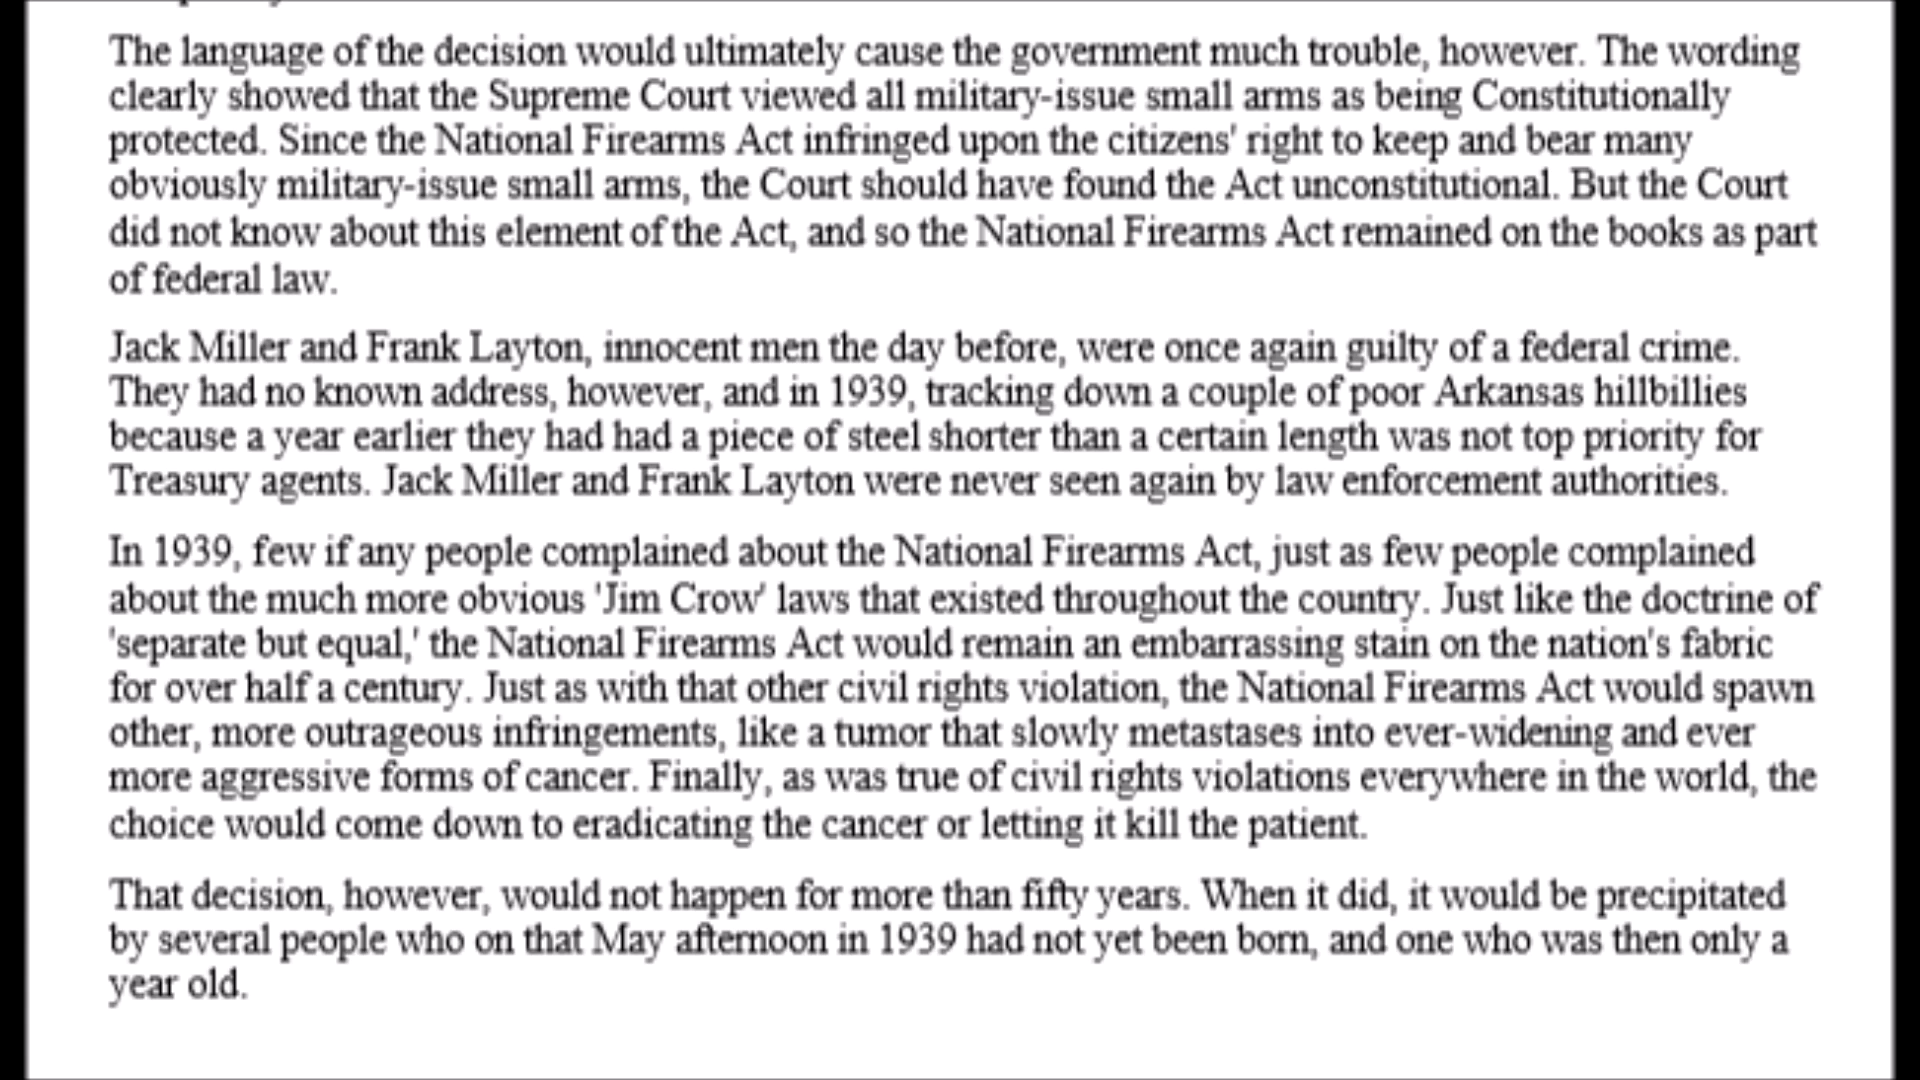 The language of the decision would ultimately cause the government much trouble, however. The wording
clearly showed that the Supreme Court viewed all military-issue small arms as being Constitutionally
protected. Since the National Firearms Act infringed upon the citizens' right to keep and bear many
obviously military-issue small arms, the Court should have found the Act unconstitutional. But the Court
did not know about this element of the Act, and so the National Firearms Act remained on the books as part
of federal law.
Jack Miller and Frank Layton, innocent men the day before, were once again guilty of a federal crime.
They had no known address, however, and in 1939, tracking down a couple of poor Arkansas hillbillies
because a year earlier they had had a piece of steel shorter than a certain length was not top priority for
Treasury agents. Jack Miller and Frank Layton were never seen again by law enforcement authorities.
In 1939, few if any people complained about the National Firearms Act, just as few people complained
about the much more obvious 'Jim Crow' laws that existed throughout the country. Just like the doctrine of
'separate but equal,' the National Firearms Act would remain an embarrassing stain on the nation's fabric
for over half a century. Just as with that other civil rights violation, the National Firearms Act would spawn
other, more outrageous infringements, like a tumor that slowly metastases into ever-widening and ever
more aggressive forms of cancer. Finally, as was true of civil rights violations everywhere in the world, the
choice would come down to eradicating the cancer or letting it kill the patient.
That decision, however, would not happen for more than fifty years. When it did, it would be precipitated
by several people who on that May afternoon in 1939 had not yet been born, and one who was then only a
year old.